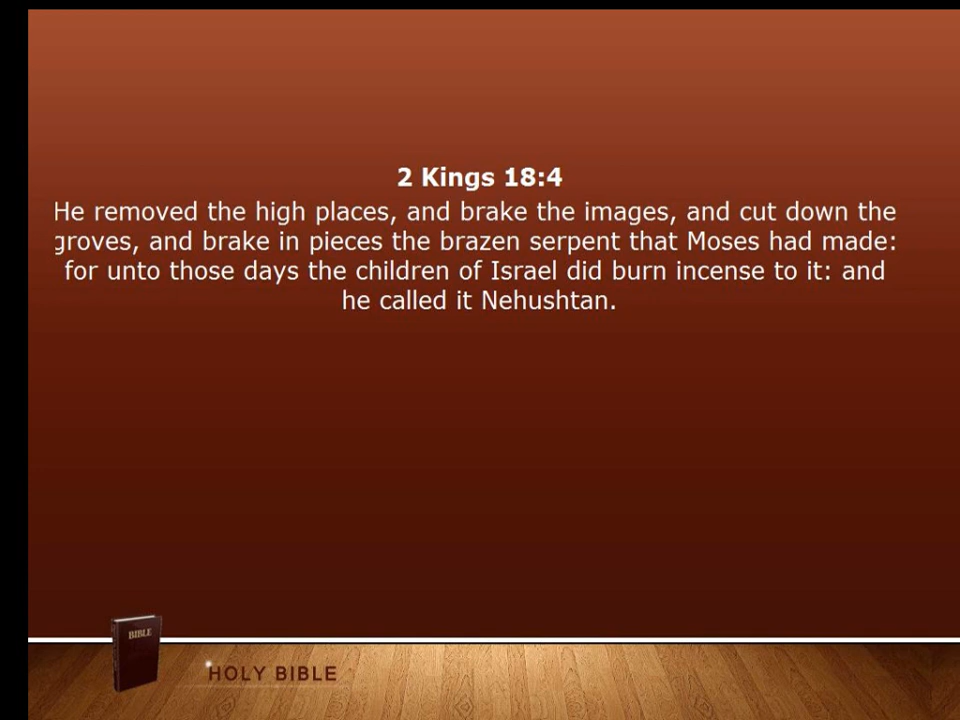 2 Kings 18:4
He removed the high places, and brake the images, and cut down the
groves, and brake in pieces the brazen serpent that Moses had made:
for unto those days the children of Israel did burn incense to it: and
he called it Nehushtan.
BIBLE
HOLY BIBLE